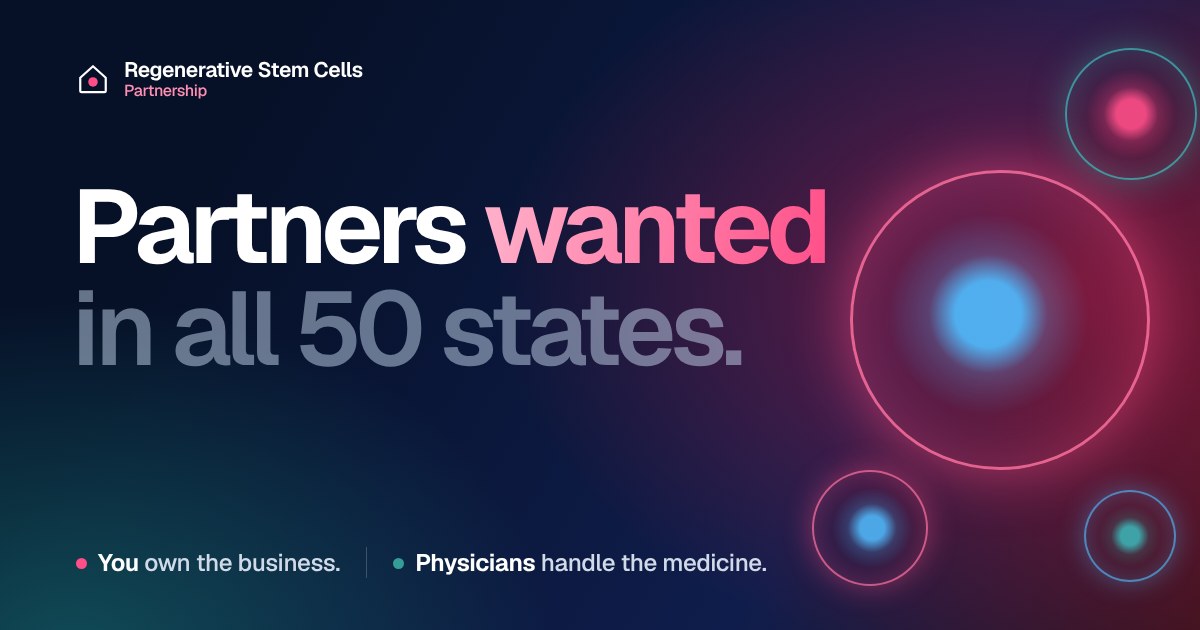 Regenerative Stem Cells
Partnership
Partners wanted
in all 50 states.
You own the business.
Physicians handle the medicine.